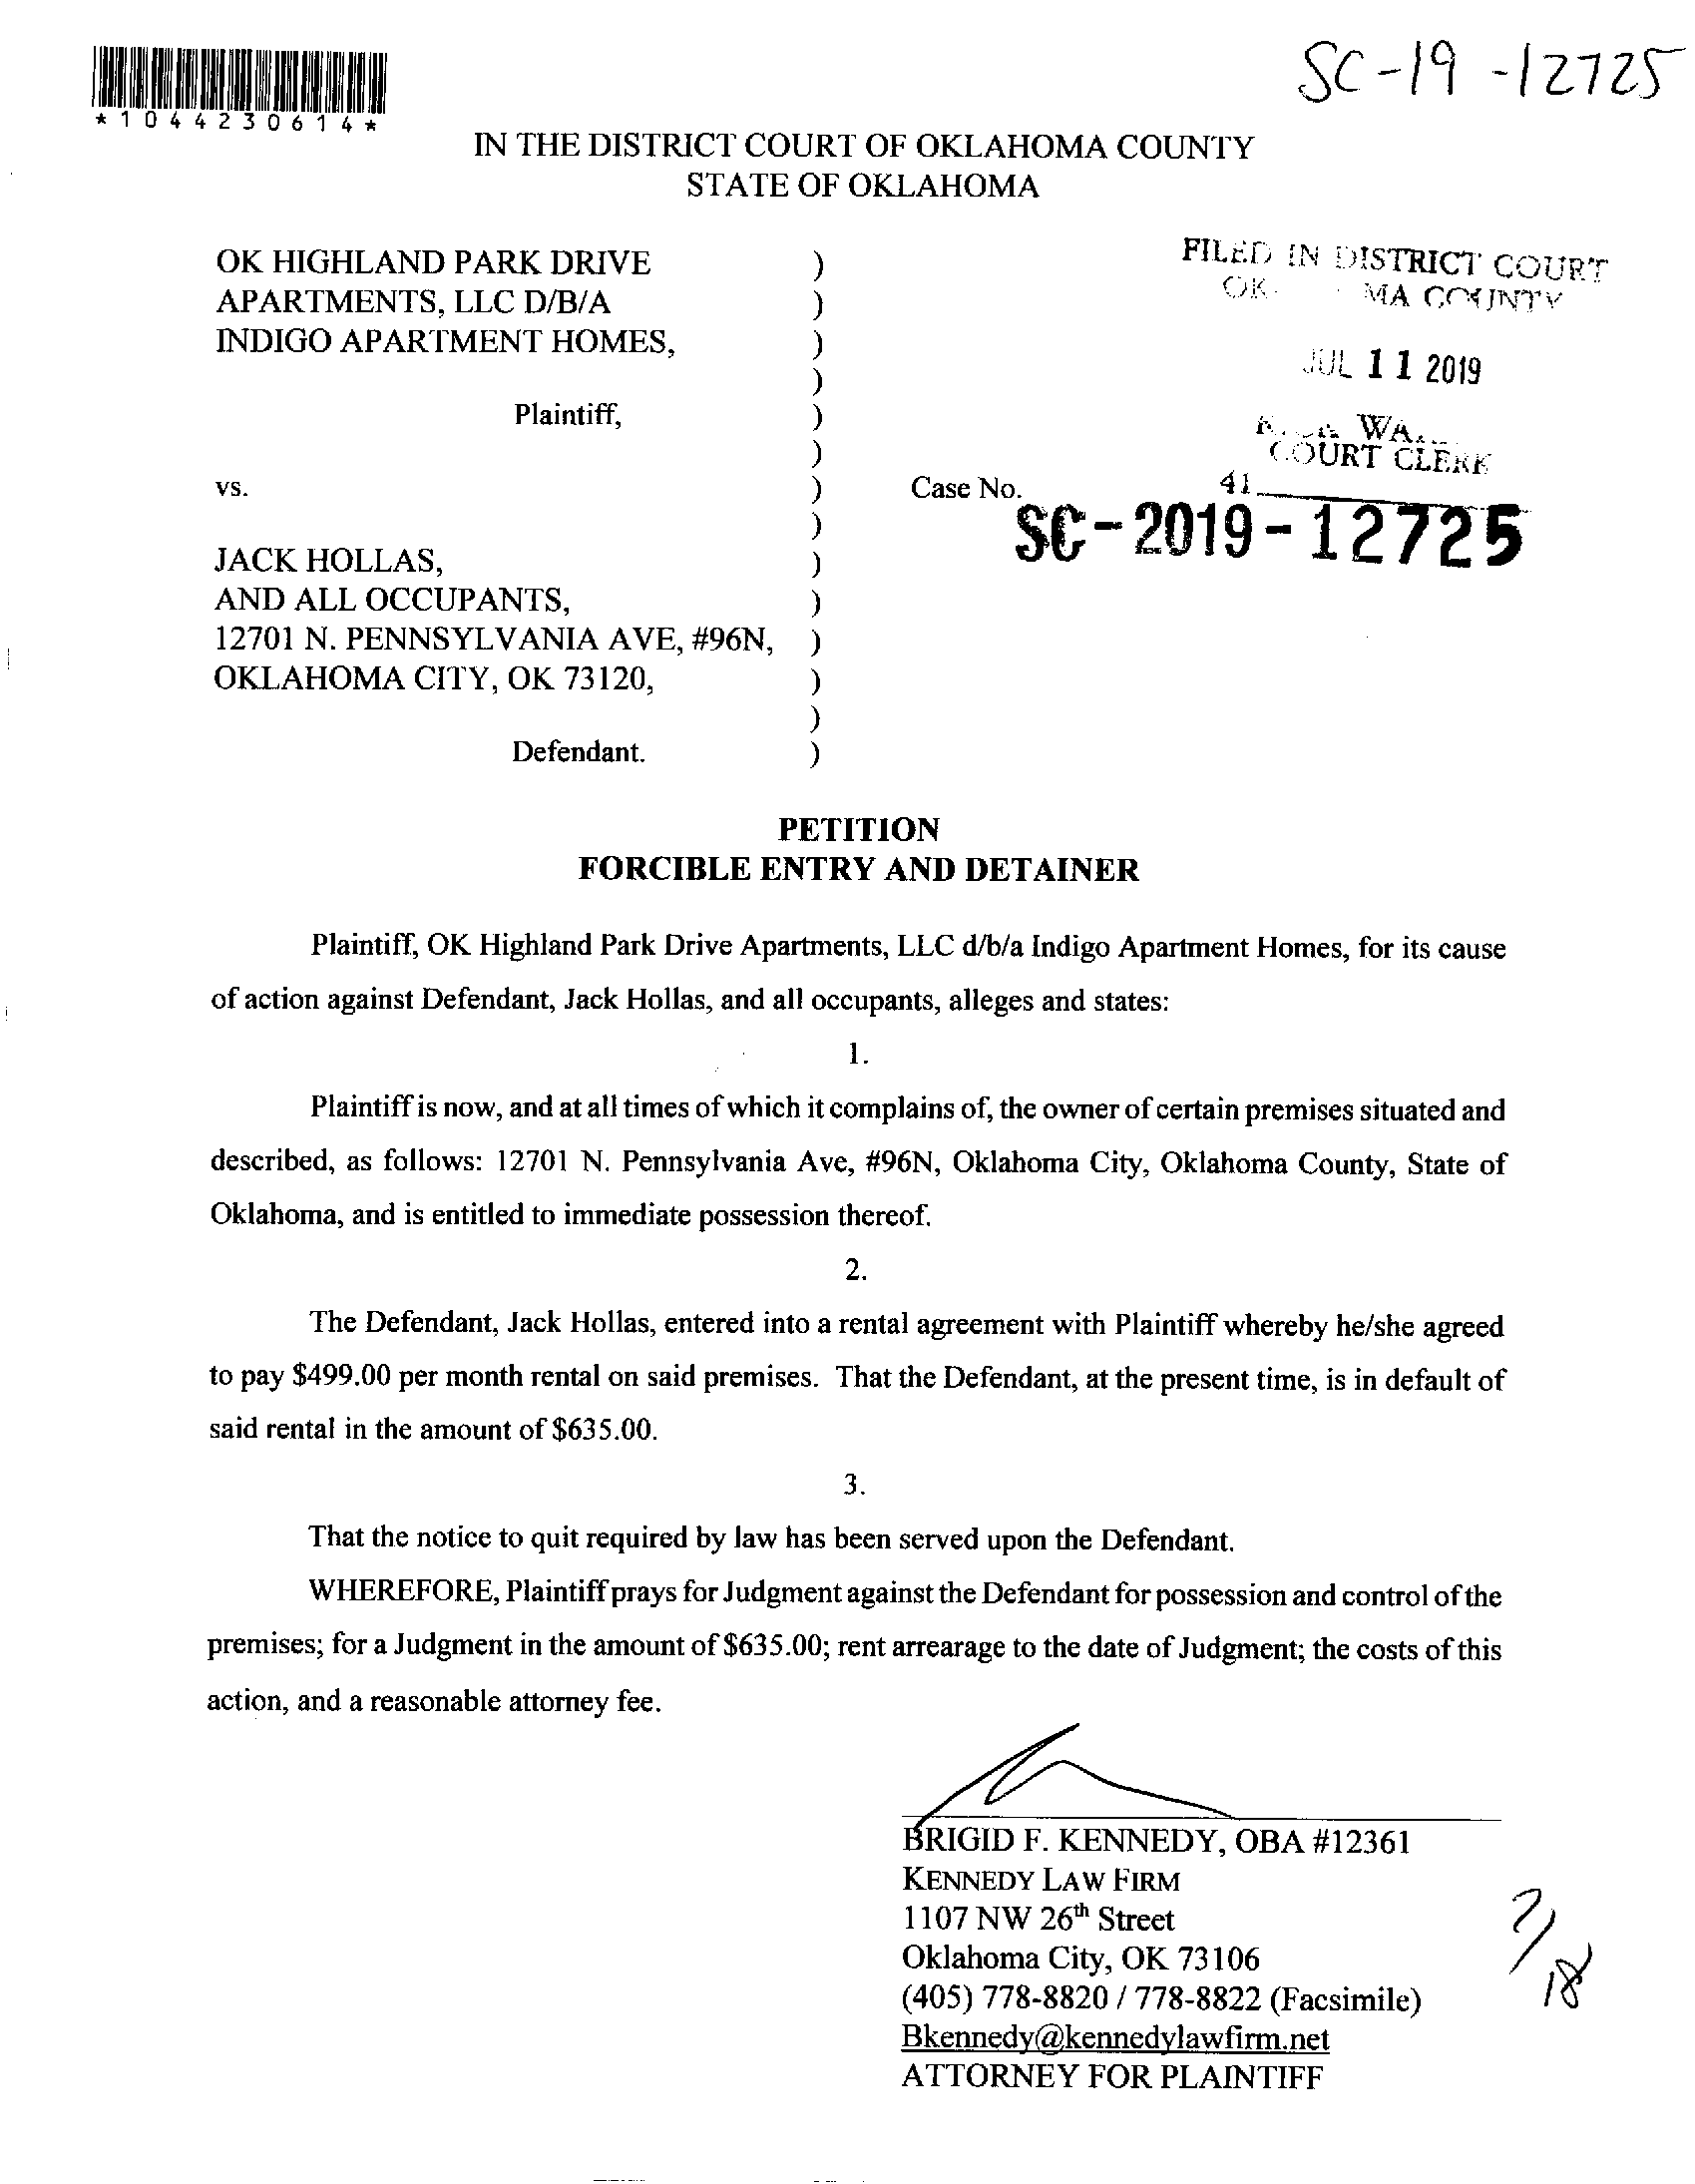 SC-19-12725
*1044230614*
IN THE DISTRICT COURT OF OKLAHOMA COUNTY
STATE OF OKLAHOMA
OK HIGHLAND PARK DRIVE )
APARTMENTS, LLC D/B/A )
INDIGO APARTMENT HOMES, )
)
Plaintiff, )
)
vs. )
)
JACK HOLLAS, )
AND ALL OCCUPANTS, )
12701 N. PENNSYLVANIA AVE, #96N, )
OKLAHOMA CITY, OK 73120, )
)
Defendant. )
FILED IN DISTRICT COURT
COUNTY
JUL 11 2019
COURT CLERK
41
Case No.
SC-2019-12725
PETITION
FORCIBLE ENTRY AND DETAINER
Plaintiff, OK Highland Park Drive Apartments, LLC d/b/a Indigo Apartment Homes, for its cause
of action against Defendant, Jack Hollas, and all occupants, alleges and states:
1.
Plaintiff is now, and at all times of which it complains of, the owner of certain premises situated and
described, as follows: 12701 N. Pennsylvania Ave, #96N, Oklahoma City, Oklahoma County, State of
Oklahoma, and is entitled to immediate possession thereof.
2.
The Defendant, Jack Hollas, entered into a rental agreement with Plaintiff whereby he/she agreed
to pay $499.00 per month rental on said premises. That the Defendant, at the present time, is in default of
said rental in the amount of $635.00.
3.
That the notice to quit required by law has been served upon the Defendant.
WHEREFORE, Plaintiff prays for Judgment against the Defendant for possession and control of the
premises; for a Judgment in the amount of $635.00; rent arrearage to the date of Judgment; the costs of this
action, and a reasonable attorney fee.
BRIGID F. KENNEDY, OBA #12361
KENNEDY LAW FIRM
1107 NW 26th Street
Oklahoma City, OK 73106
(405) 778-8820 / 778-8822 (Facsimile)
Bkennedy@kennedylawfirm.net
ATTORNEY FOR PLAINTIFF
7/18